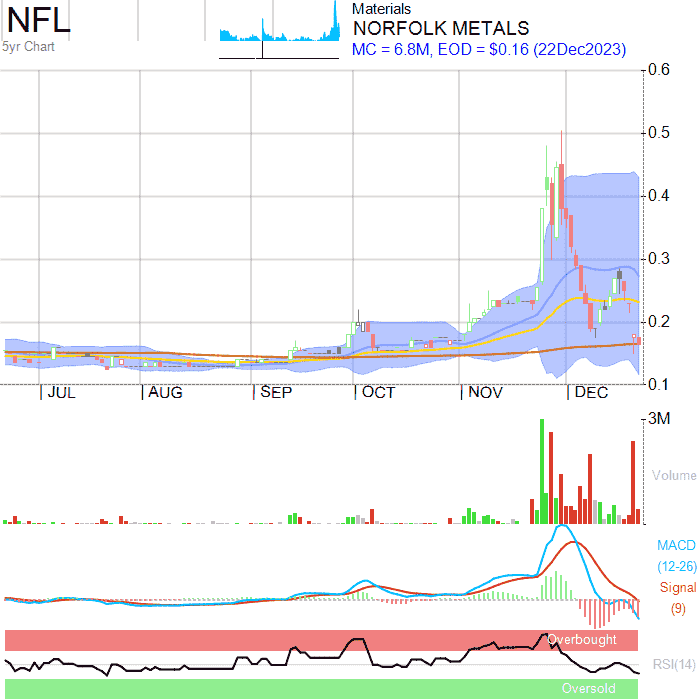 NFL
5yr Chart
Materials
NORFOLK METALS
MC = 6.8M, EOD = $0.16 (22Dec2023)
0.6
0.5
0.4
0.3
0.2
0.1
JUL AUG SEP OCT NOV DEC
3M
Volume
MACD
(12-26)
Signal
(9)
Overbought
RSI(14)
Oversold